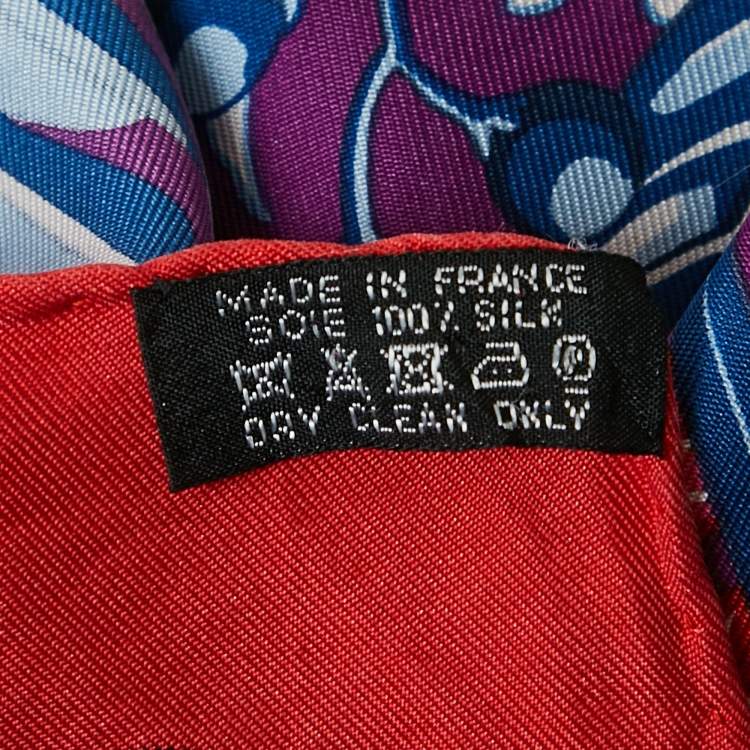 MADE IN FRANCE
SOIE 100% SILK
P
DRY CLEAN ONLY